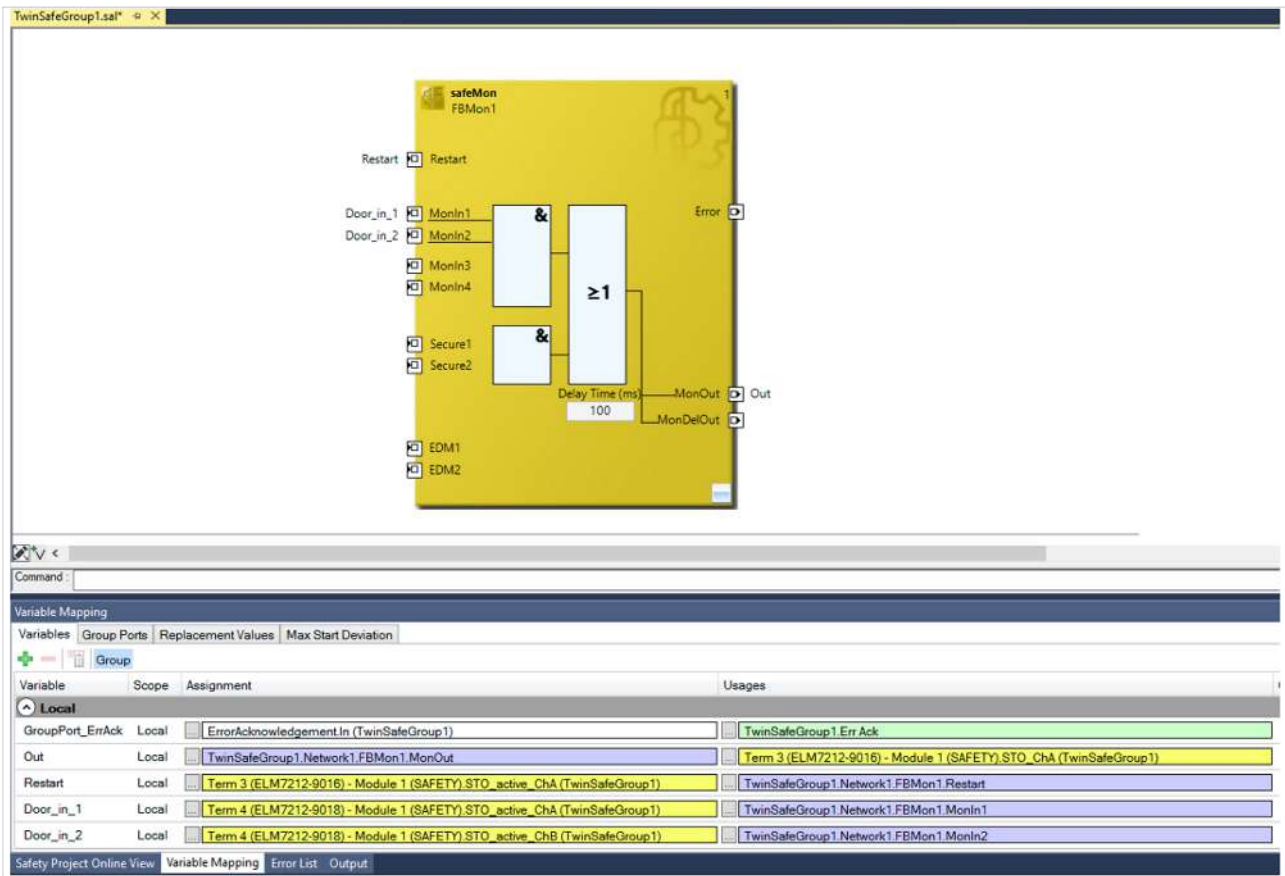 TwinSafeGroup1.sal*
safeMon 1
FBMon1
Restart Restart
Door_in_1 MonIn1 & Error
Door_in_2 MonIn2
MonIn3
MonIn4 ≥1
Secure1 &
Secure2
Delay Time (ms) MonOut Out
100 MonDelOut
EDM1
EDM2
Command :
Variable Mapping
Variables Group Ports Replacement Values Max Start Deviation
Group
Variable Scope Assignment Usages
Local
GroupPort_ErrAck Local ... ErrorAcknowledgement.In (TwinSafeGroup1) ... TwinSafeGroup1.Err Ack
Out Local ... TwinSafeGroup1.Network1.FBMon1.MonOut ... Term 3 (ELM7212-9016) - Module 1 (SAFETY).STO_ChA (TwinSafeGroup1)
Restart Local ... Term 3 (ELM7212-9016) - Module 1 (SAFETY).STO_active_ChA (TwinSafeGroup1) ... TwinSafeGroup1.Network1.FBMon1.Restart
Door_in_1 Local ... Term 4 (ELM7212-9018) - Module 1 (SAFETY).STO_active_ChA (TwinSafeGroup1) ... TwinSafeGroup1.Network1.FBMon1.MonIn1
Door_in_2 Local ... Term 4 (ELM7212-9018) - Module 1 (SAFETY).STO_active_ChB (TwinSafeGroup1) ... TwinSafeGroup1.Network1.FBMon1.MonIn2
Safety Project Online View Variable Mapping Error List Output